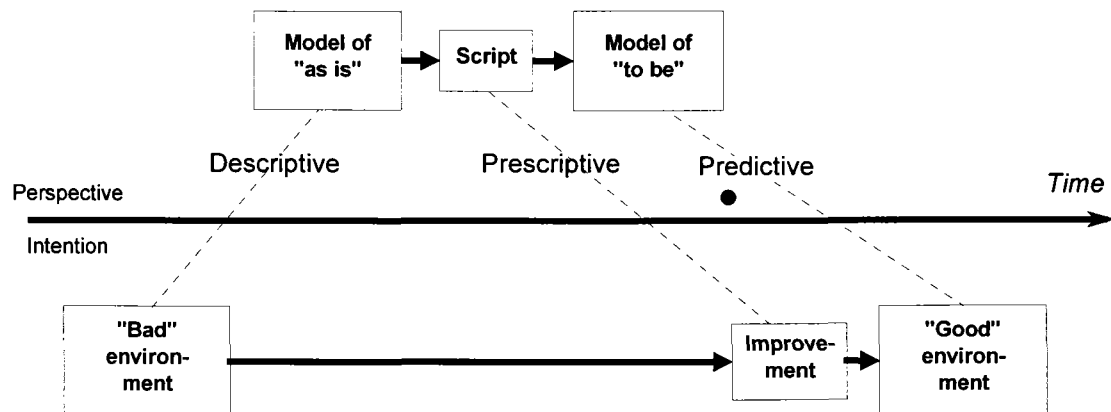 Model of
"as is"
Script
Model of
"to be"
Descriptive
Prescriptive
Predictive
Perspective
Time
Intention
"Bad"
environ-
ment
Improve-
ment
"Good"
environ-
ment